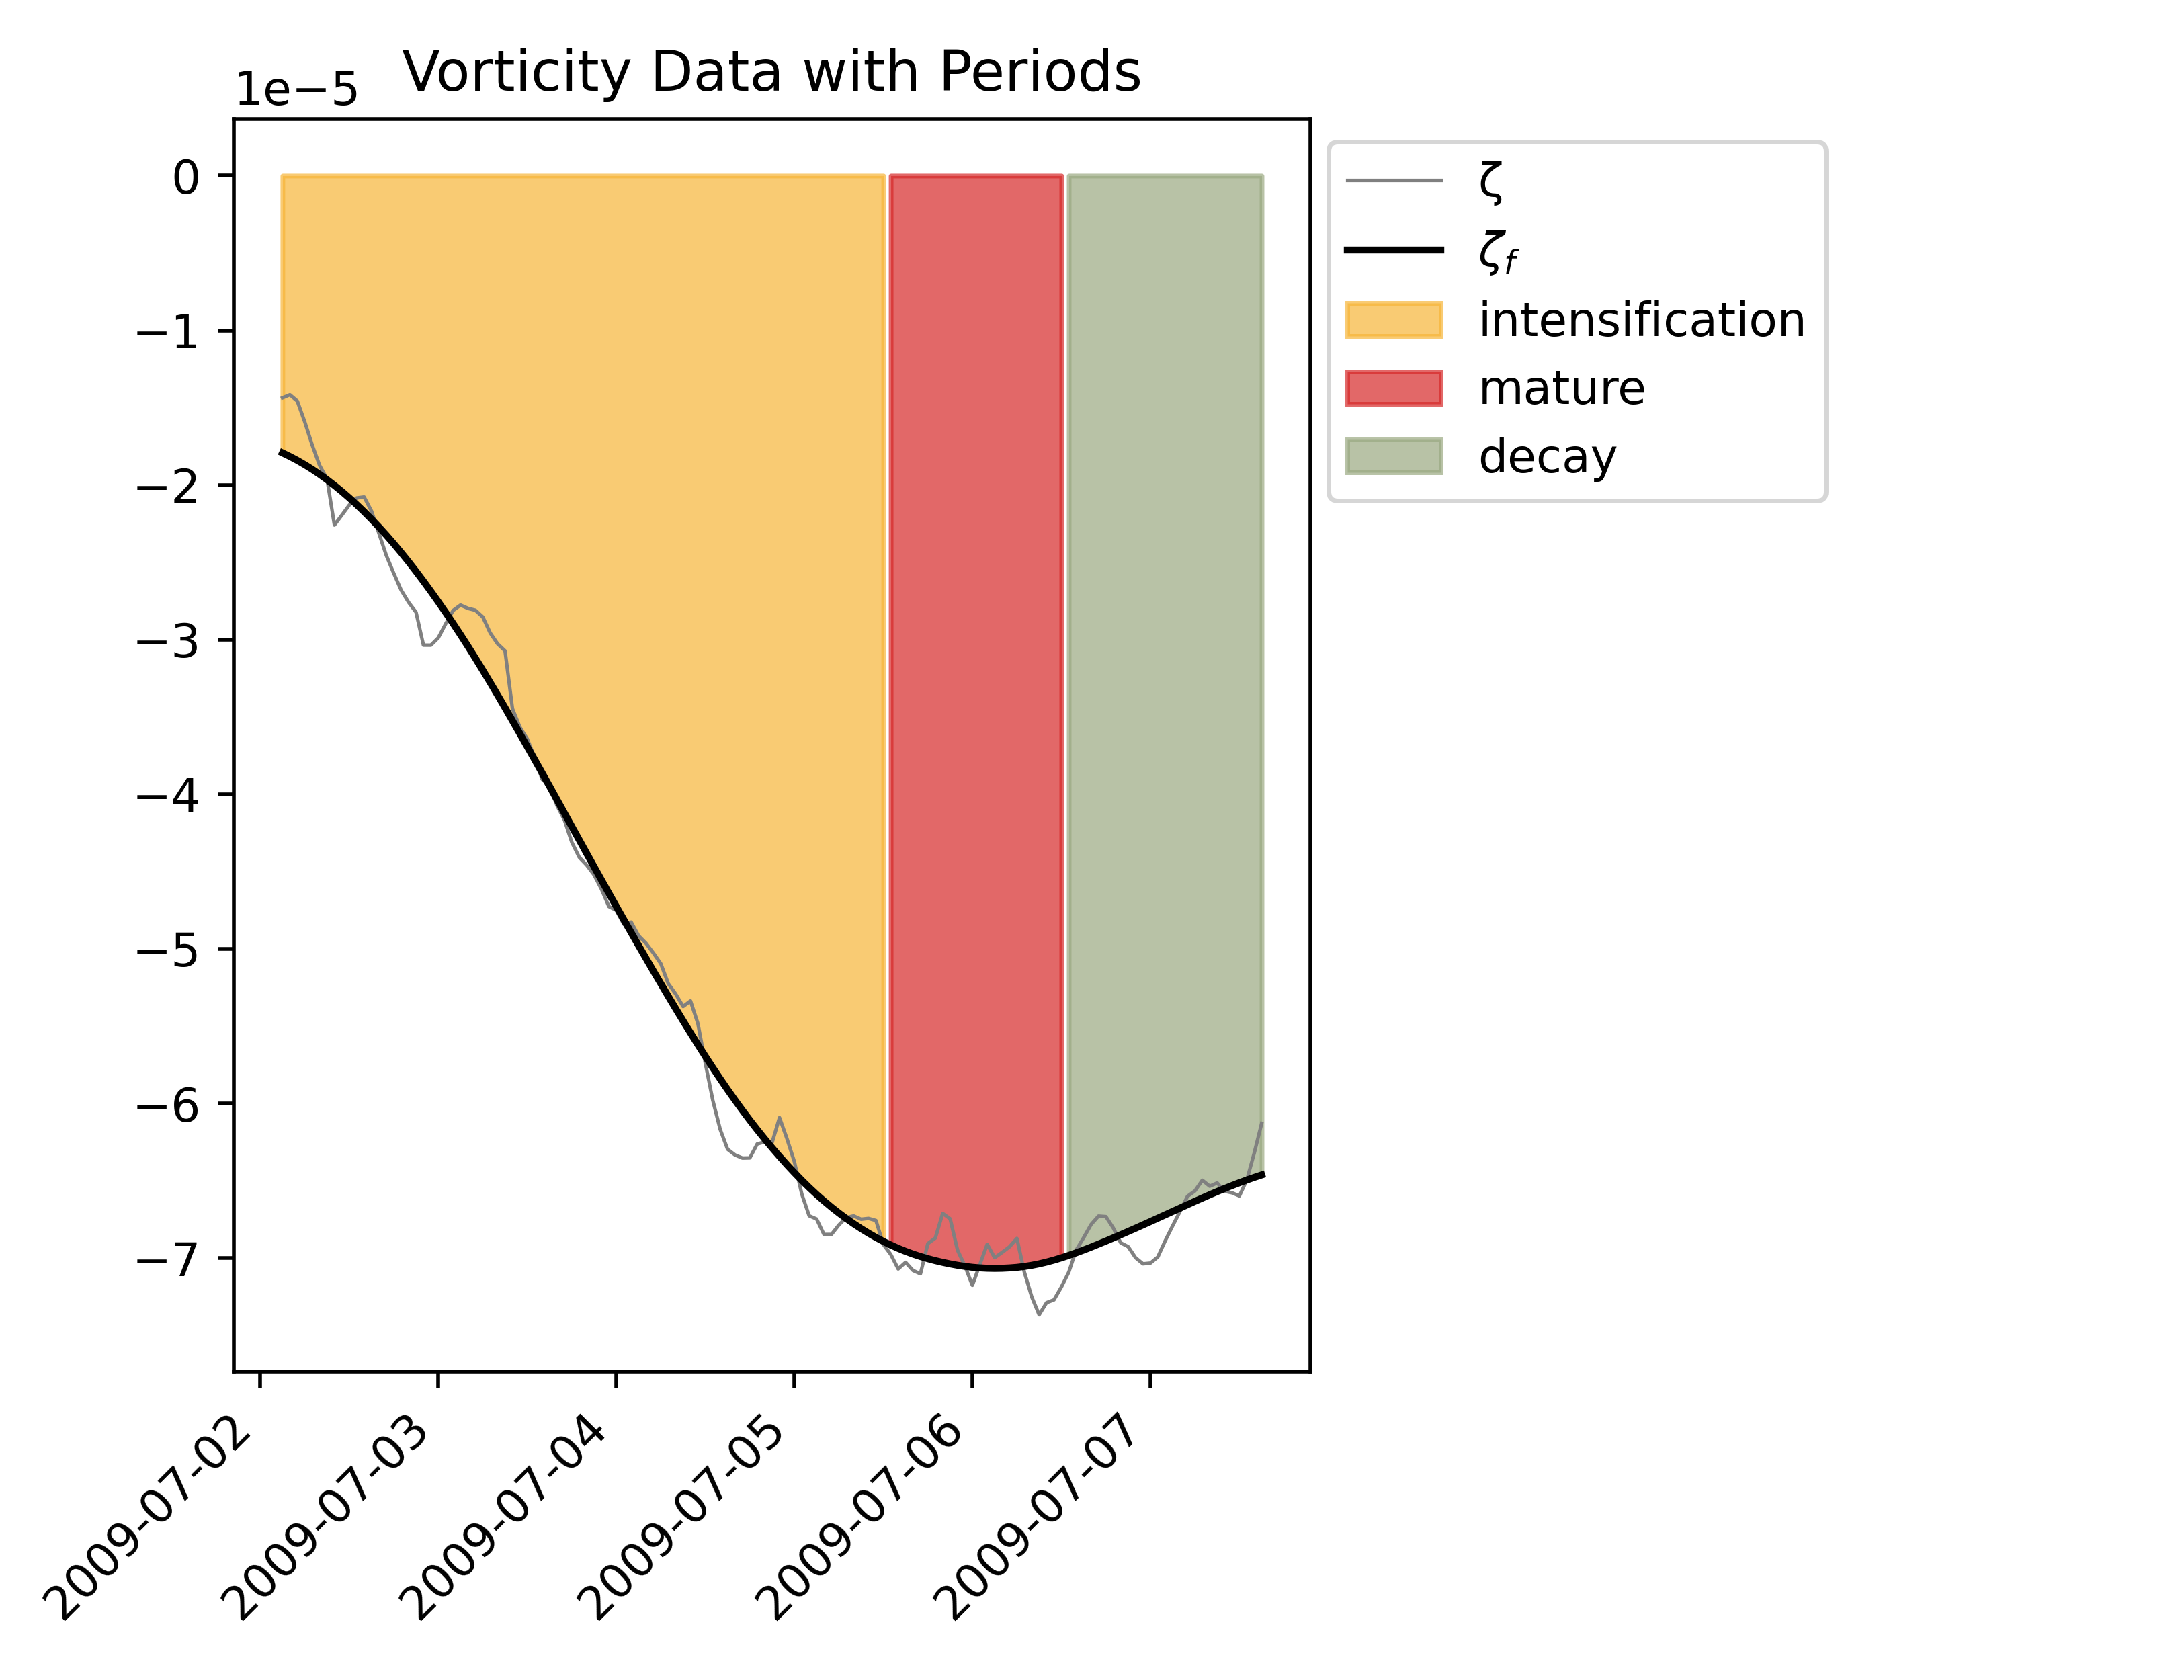 Vorticity Data with Periods
1e−5
0
−1
−2
−3
−4
−5
−6
−7
2009-07-02
2009-07-03
2009-07-04
2009-07-05
2009-07-06
2009-07-07
ζ
ζf
intensification
mature
decay